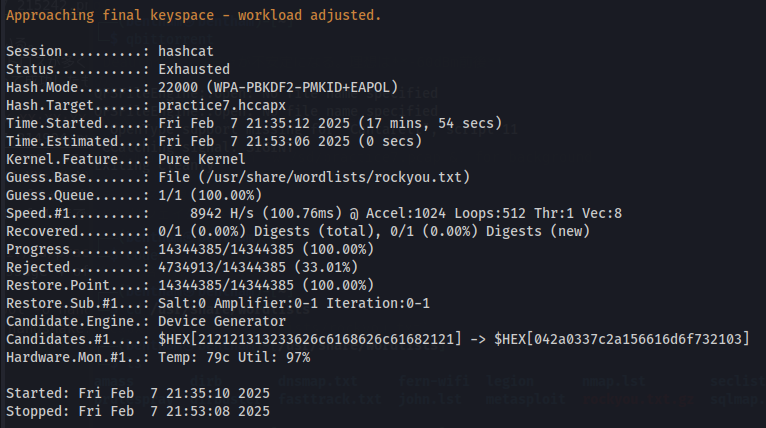 Approaching final keyspace - workload adjusted.
Session..........: hashcat
Status...........: Exhausted
Hash.Mode........: 22000 (WPA-PBKDF2-PMKID+EAPOL)
Hash.Target......: practice7.hccapx
Time.Started.....: Fri Feb  7 21:35:12 2025 (17 mins, 54 secs)
Time.Estimated...: Fri Feb  7 21:53:06 2025 (0 secs)
Kernel.Feature...: Pure Kernel
Guess.Base.......: File (/usr/share/wordlists/rockyou.txt)
Guess.Queue......: 1/1 (100.00%)
Speed.#1.........:     8942 H/s (100.76ms) @ Accel:1024 Loops:512 Thr:1 Vec:8
Recovered........: 0/1 (0.00%) Digests (total), 0/1 (0.00%) Digests (new)
Progress.........: 14344385/14344385 (100.00%)
Rejected.........: 4734913/14344385 (33.01%)
Restore.Point....: 14344385/14344385 (100.00%)
Restore.Sub.#1...: Salt:0 Amplifier:0-1 Iteration:0-1
Candidate.Engine.: Device Generator
Candidates.#1....: $HEX[212121313233626c6168626c61682121] -> $HEX[042a0337c2a156616d6f732103]
Hardware.Mon.#1..: Temp: 79c Util: 97%
Started: Fri Feb  7 21:35:10 2025
Stopped: Fri Feb  7 21:53:08 2025